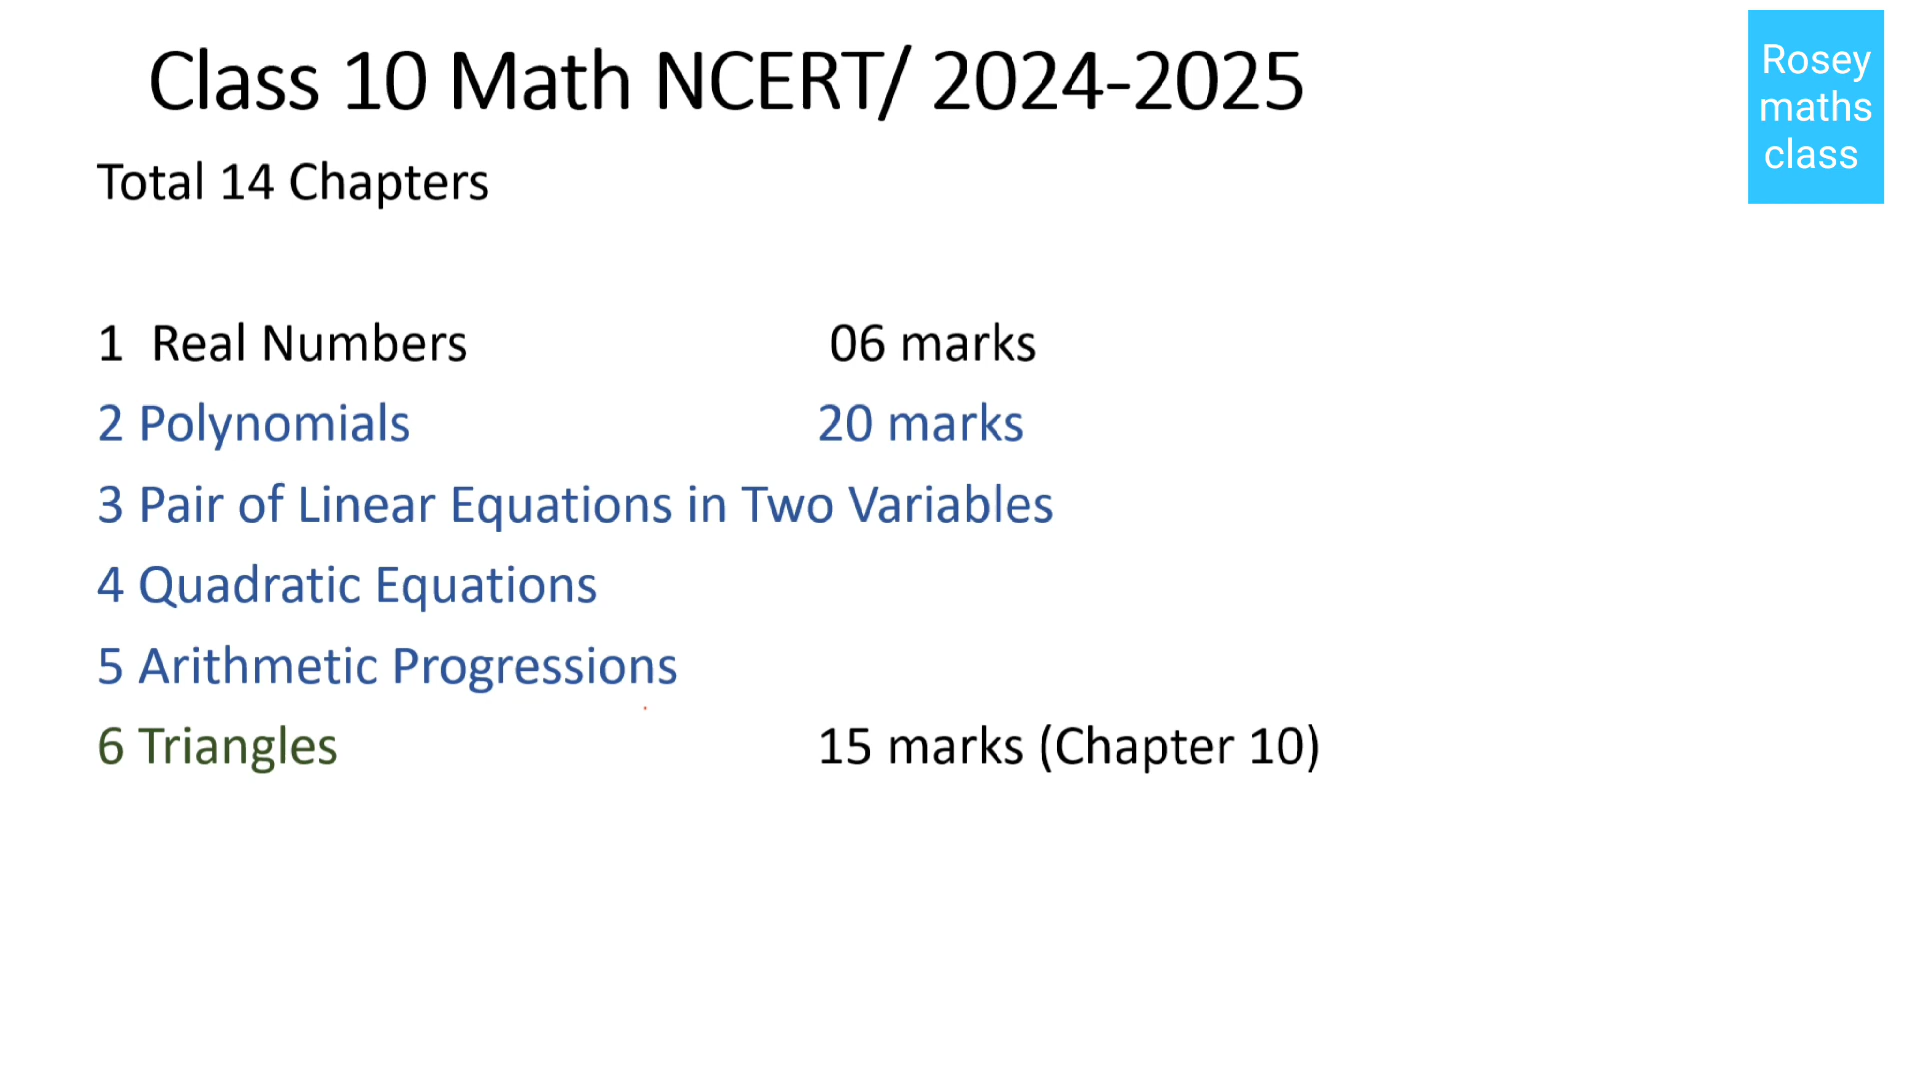 Class 10 Math NCERT/ 2024-2025
Rosey
maths
class
Total 14 Chapters
1 Real Numbers 06 marks
2 Polynomials 20 marks
3 Pair of Linear Equations in Two Variables
4 Quadratic Equations
5 Arithmetic Progressions
6 Triangles 15 marks (Chapter 10)